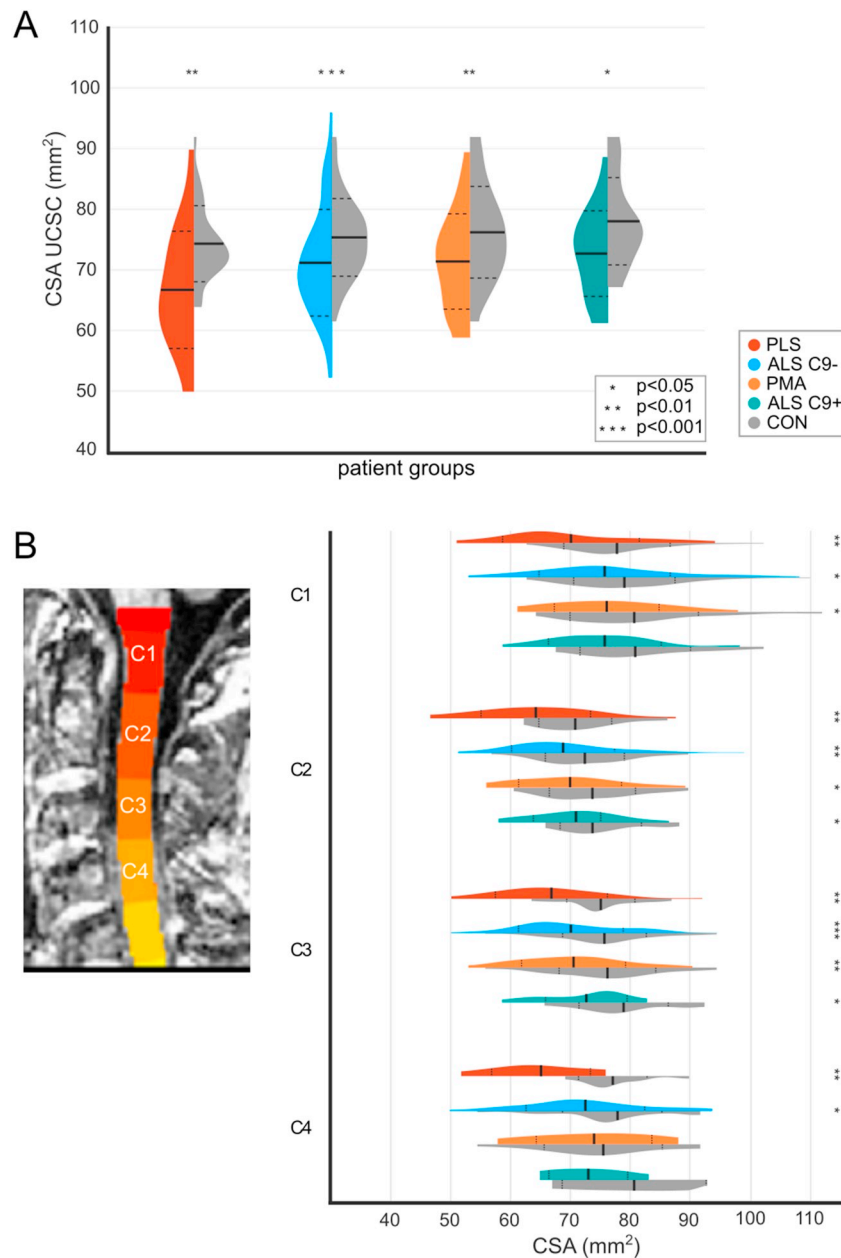 A
110
100
90
80
70
60
50
40
CSA UCSC (mm²)
** *** ** *
* p<0.05
** p<0.01
*** p<0.001
patient groups
PLS
ALS C9-
PMA
ALS C9+
CON
B
C1
C2
C3
C4
C1
**
*
*
C2
**
**
*
*
C3
**
***
**
*
C4
**
*
40 50 60 70 80 90 100 110
CSA (mm²)